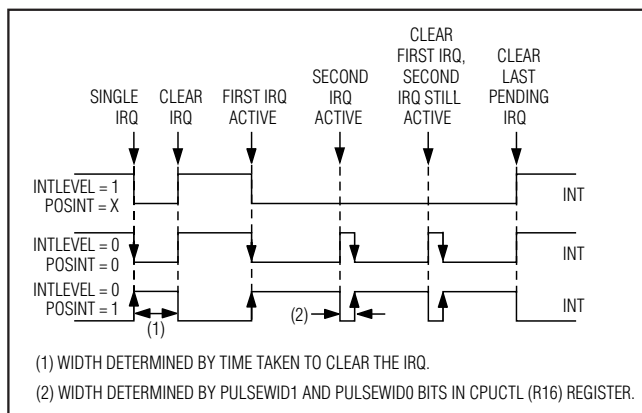 SINGLE
IRQ
CLEAR
IRQ
FIRST IRQ
ACTIVE
SECOND
IRQ
ACTIVE
CLEAR
FIRST IRQ,
SECOND
IRQ STILL
ACTIVE
CLEAR
LAST
PENDING
IRQ
INTLEVEL = 1
POSINT = X
INT
INTLEVEL = 0
POSINT = 0
INT
INTLEVEL = 0
POSINT = 1
INT
(1)
(2)
(1) WIDTH DETERMINED BY TIME TAKEN TO CLEAR THE IRQ.
(2) WIDTH DETERMINED BY PULSEWID1 AND PULSEWID0 BITS IN CPUCTL (R16) REGISTER.